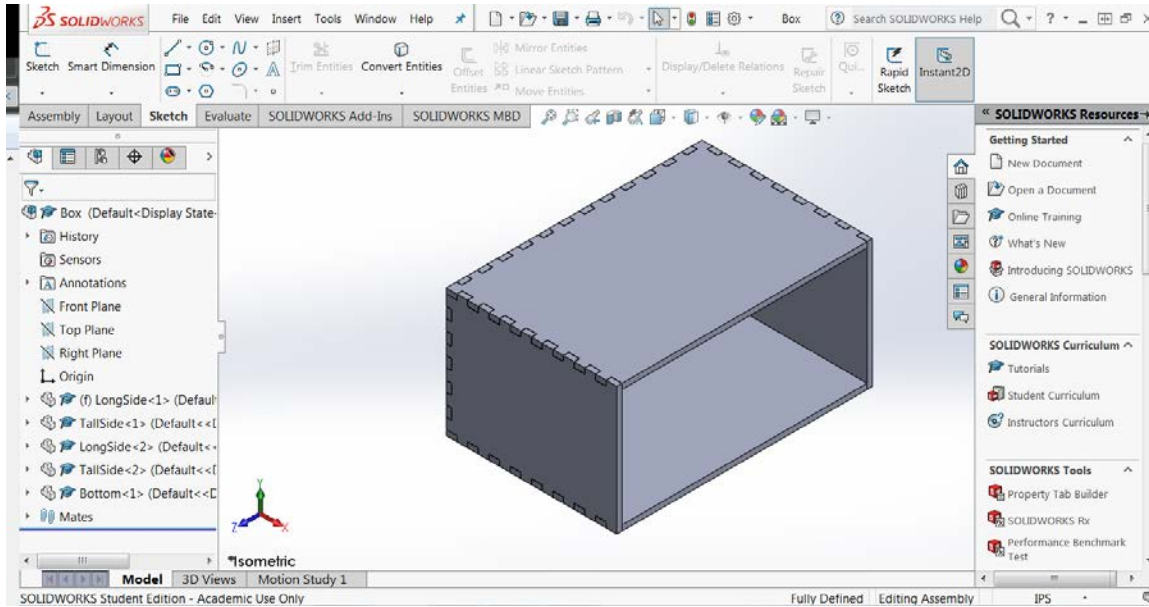 SOLIDWORKS File Edit View Insert Tools Window Help Box Search SOLIDWORKS Help ?
Sketch Smart Dimension Trim Entities Convert Entities Offset Entities Mirror Entities Linear Sketch Pattern Move Entities Display/Delete Relations Repair Sketch Qui... Rapid Sketch Instant2D
Assembly Layout Sketch Evaluate SOLIDWORKS Add-Ins SOLIDWORKS MBD
Box (Default<Display State-
History
Sensors
Annotations
Front Plane
Top Plane
Right Plane
Origin
(f) LongSide<1> (Defaul
TallSide<1> (Default<<
LongSide<2> (Default<
TallSide<2> (Default<<
Bottom<1> (Default<<D
Mates
Y
Z
X
*Isometric
« SOLIDWORKS Resources
Getting Started
New Document
Open a Document
Online Training
What's New
Introducing SOLIDWORKS
General Information
SOLIDWORKS Curriculum
Tutorials
Student Curriculum
Instructors Curriculum
SOLIDWORKS Tools
Property Tab Builder
SOLIDWORKS Rx
Performance Benchmark
Test
Model 3D Views Motion Study 1
SOLIDWORKS Student Edition - Academic Use Only Fully Defined Editing Assembly IPS